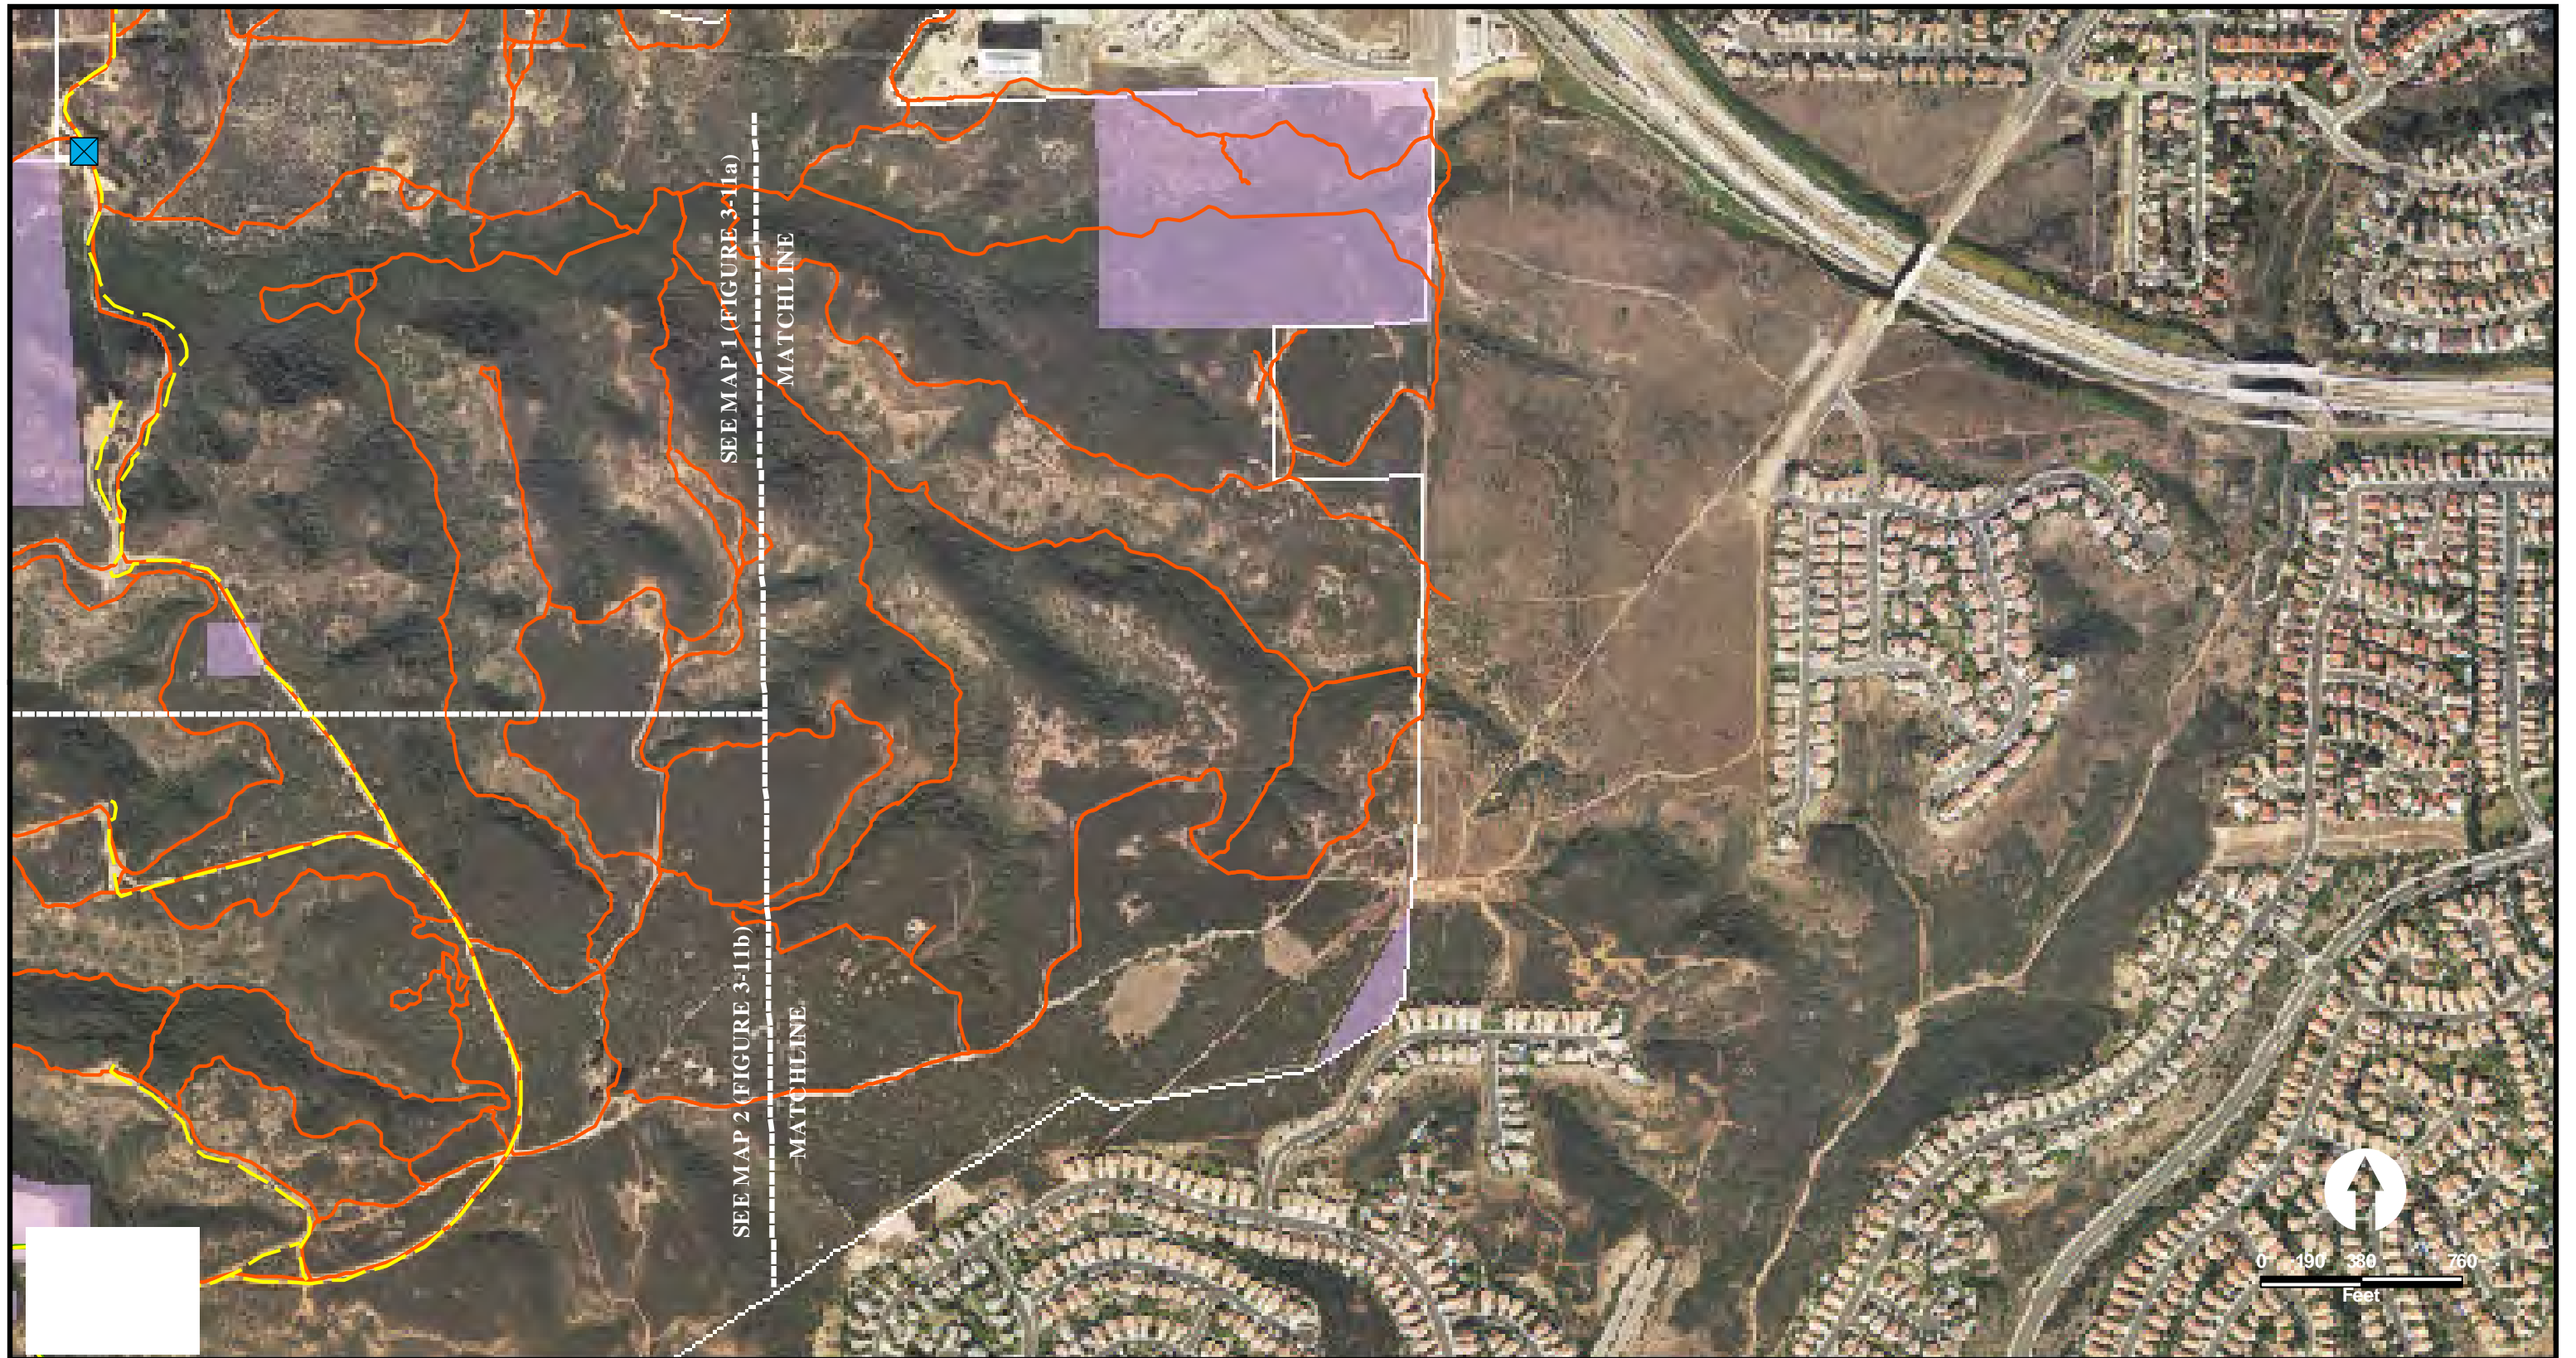 SEE MAP 1 (FIGURE 3-11a)
MATCHLINE
SEE MAP 2 (FIGURE 3-11b)
MATCHLINE
0 190 380 760
Feet